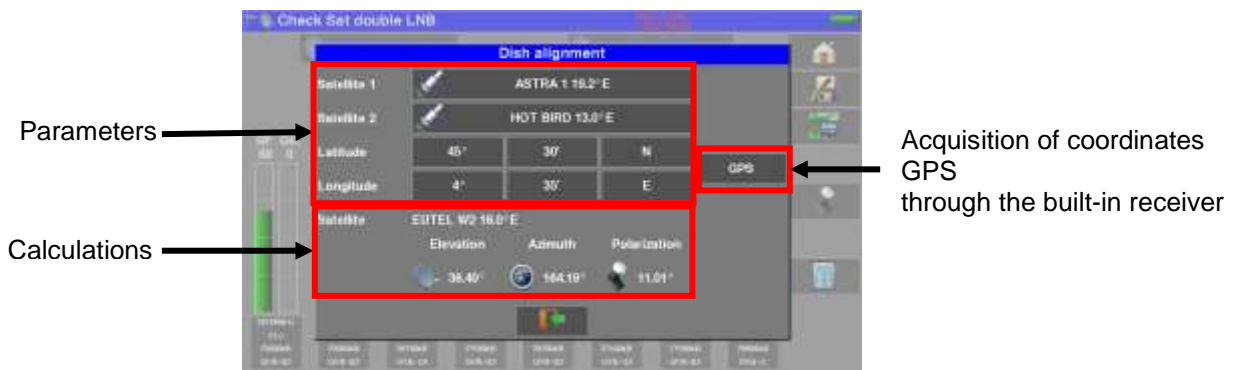 Check Sat double LNB
Dish alignment
Satellite 1 ASTRA 1 19.2° E
Satellite 2 HOT BIRD 13.0° E
Latitude 45° 30' N
GPS
Longitude 4° 30' E
Satellite EUTEL W2 16.0° E
Elevation Azimuth Polarization
36.40° 164.19° 11.01°
Parameters
Calculations
Acquisition of coordinates
GPS
through the built-in receiver